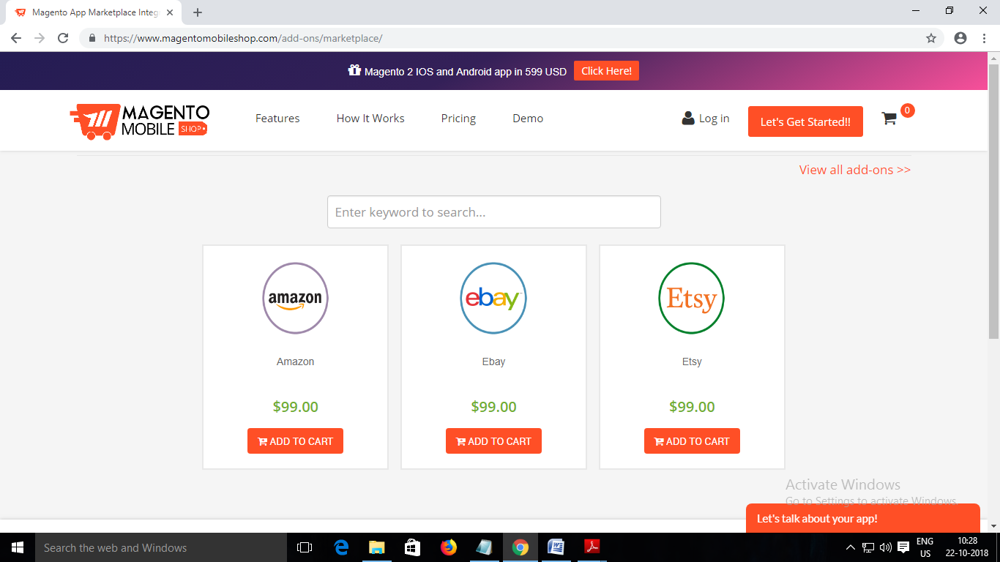 Magento App Marketplace Integ
https://www.magentomobileshop.com/add-ons/marketplace/
Magento 2 IOS and Android app in 599 USD Click Here!
MAGENTO
MOBILE SHOP
Features How It Works Pricing Demo Log in Let's Get Started!! 0
View all add-ons >>
Enter keyword to search...
amazon ebay™ Etsy
Amazon Ebay Etsy
$99.00 $99.00 $99.00
ADD TO CART ADD TO CART ADD TO CART
Activate Windows
Go to Settings to activate Windows.
Let's talk about your app!
Search the web and Windows
ENG 10:28
US 22-10-2018